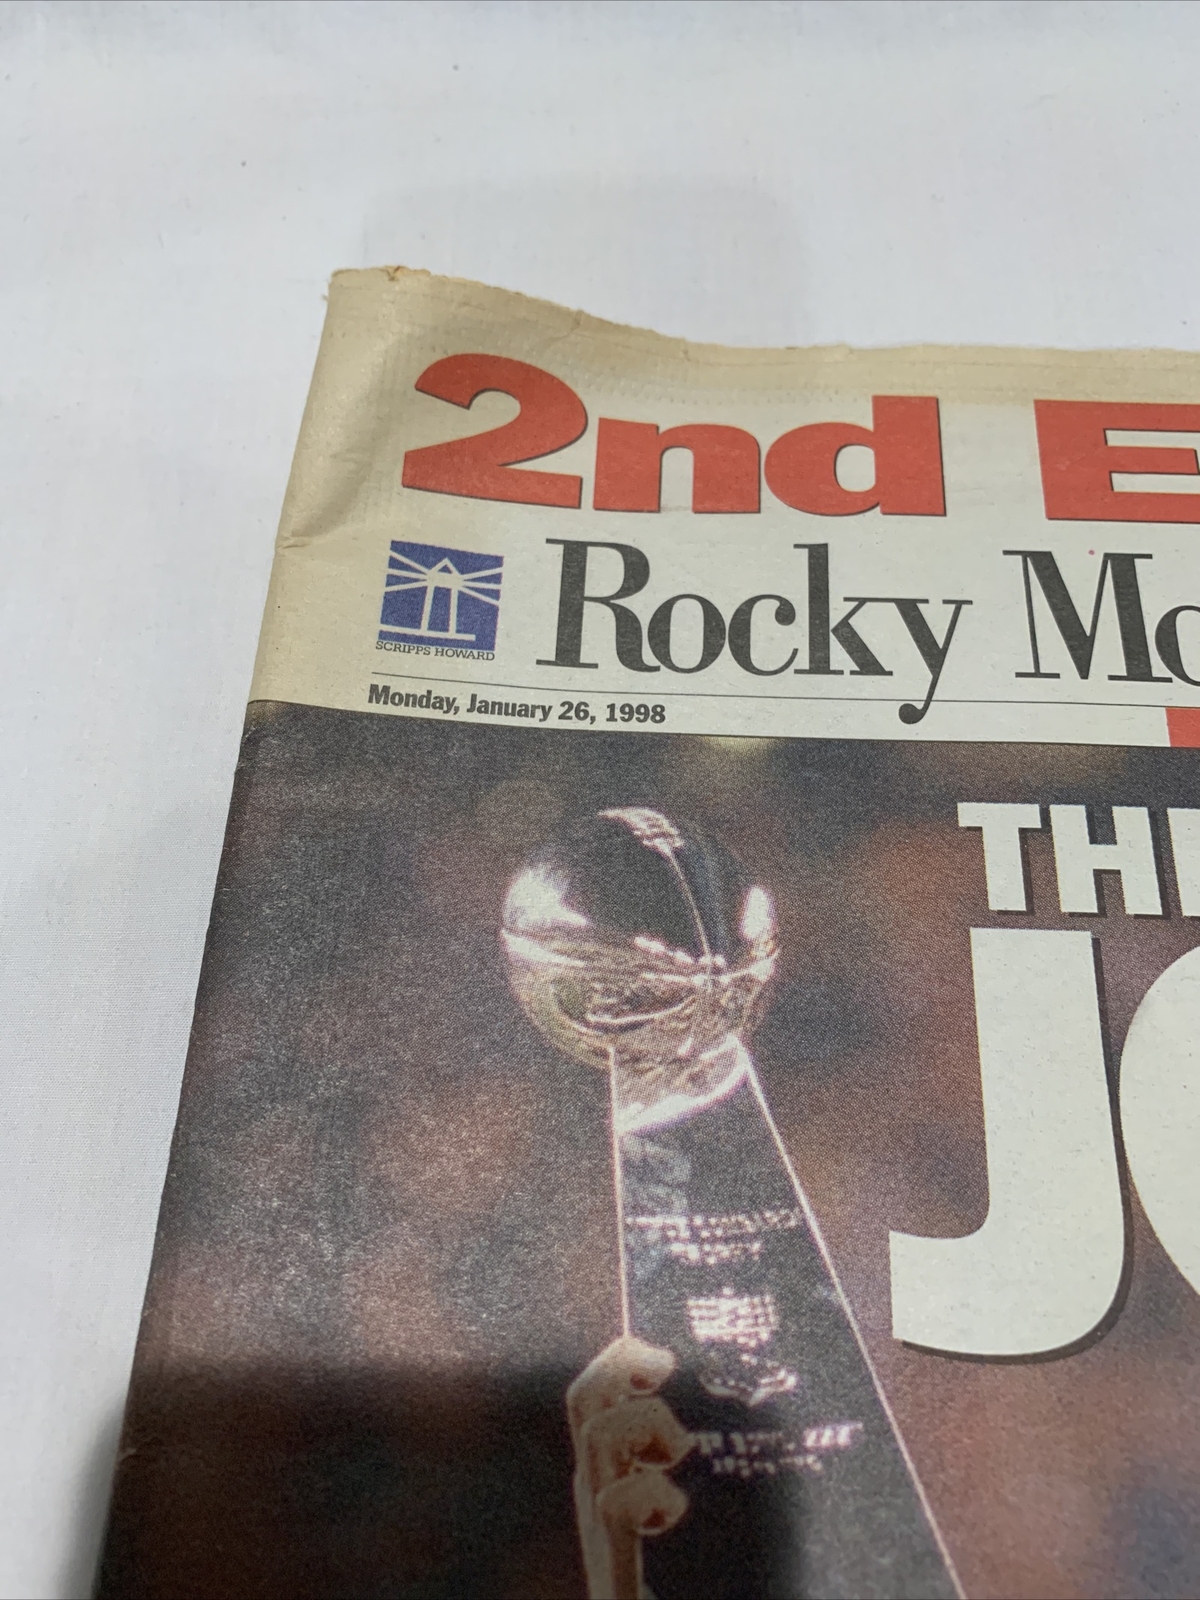 2nd E
SCRIPPS HOWARD
Rocky Mo
Monday, January 26, 1998
TH
J